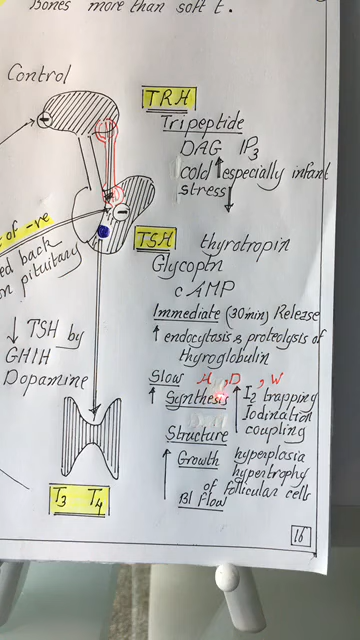 Bones more than soft t.
Control
TRH
Tripeptide
DAG IP3
cold ↑ especially infant
stress ↓
of -ve
ed back
on pituitary
TSH thyrotropin
Glycoptn
cAMP
Immediate (30min) Release
↑ endocytosis & proteolysis of
thyroglobulin
↓ TSH by
GHIH
Dopamine
Slow
, D , W
↑ Synthesis ↑ I2 trapping
Iodination
coupling
Structure
↑ Growth hyperplasia
hypertrophy
of follicular cells
Bl flow
T3 T4
16